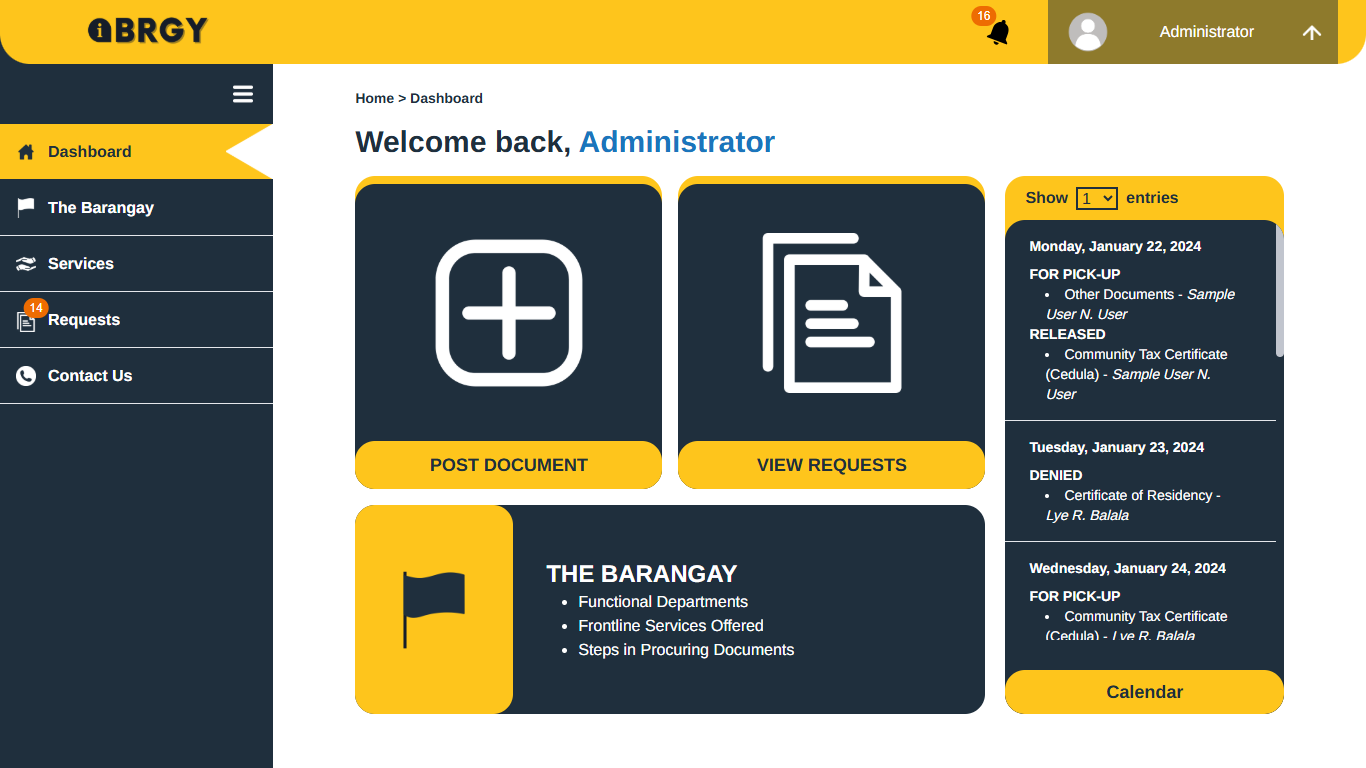 iBRGY
16
Administrator
Home > Dashboard
Welcome back, Administrator
Dashboard
The Barangay
Services
14
Requests
Contact Us
POST DOCUMENT
VIEW REQUESTS
THE BARANGAY
• Functional Departments
• Frontline Services Offered
• Steps in Procuring Documents
Show 1 entries
Monday, January 22, 2024
FOR PICK-UP
• Other Documents - Sample
User N. User
RELEASED
• Community Tax Certificate
(Cedula) - Sample User N.
User
Tuesday, January 23, 2024
DENIED
• Certificate of Residency -
Lye R. Balala
Wednesday, January 24, 2024
FOR PICK-UP
• Community Tax Certificate
(Cedula) - Lye R. Balala
Calendar